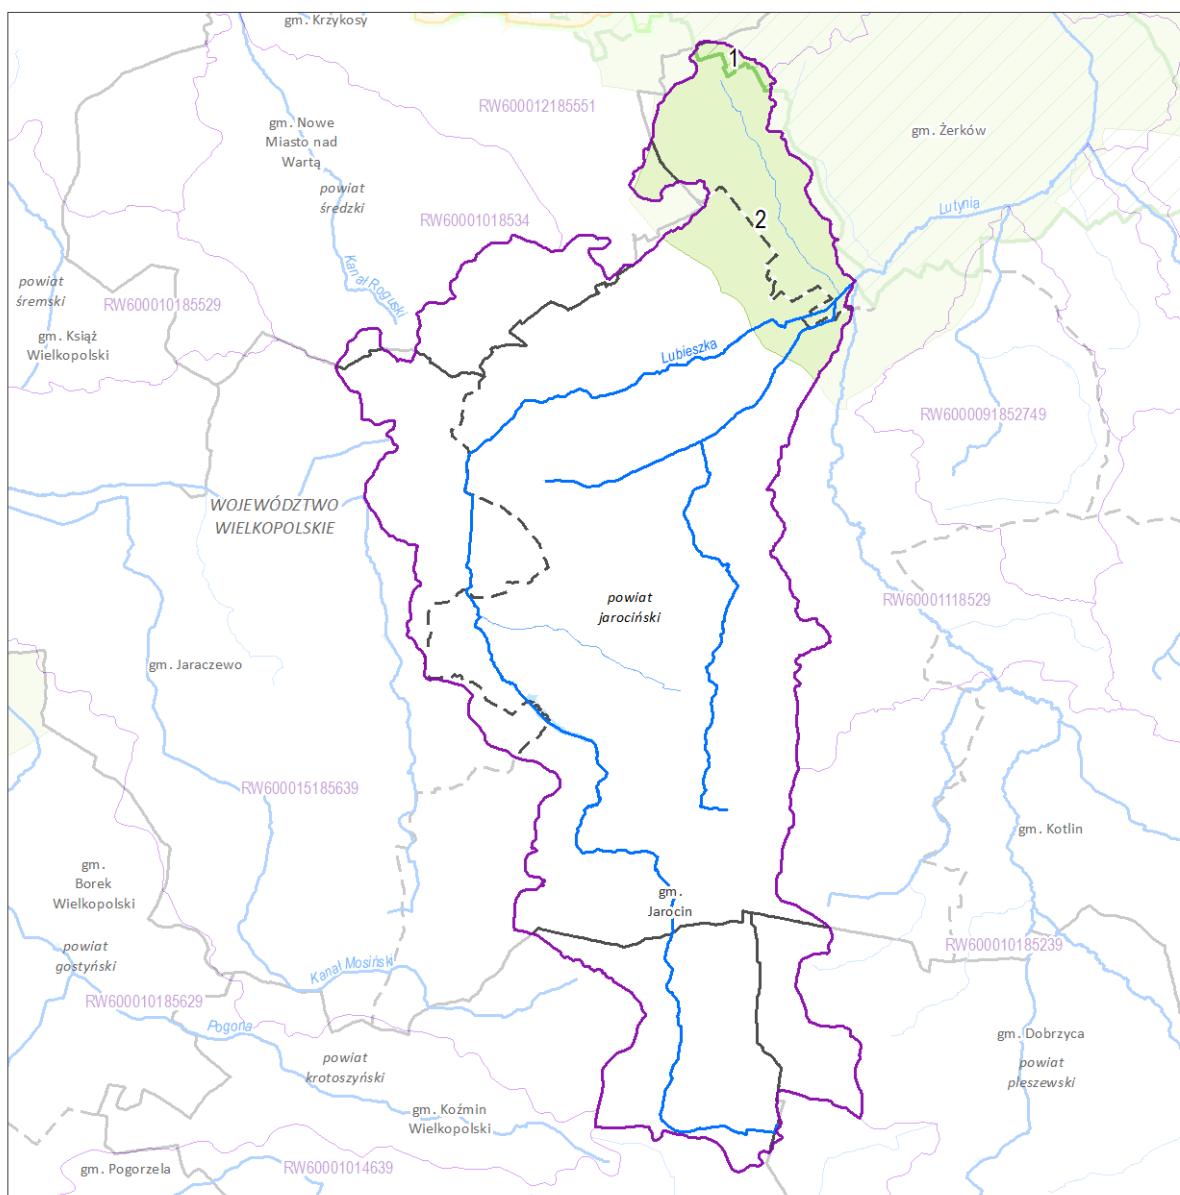 gm. Krzykosy
1
RW600012185551
gm. Nowe
Miasto nad
Wartą
gm. Żerków
powiat
średzki
Lutynia
RW60001018534
2
Kanał Roguski
powiat
śremski
RW600010185529
gm. Książ
Wielkopolski
Lubieszka
RW6000091852749
WOJEWÓDZTWO
WIELKOPOLSKIE
powiat
jarociński
RW60001118529
gm. Jaraczewo
RW600015185639
gm. Kotlin
gm.
Borek
Wielkopolski
gm.
Jarocin
powiat
gostyński
RW600010185239
Kanał Mosiński
RW600010185629
Pogona
gm. Dobrzyca
powiat
krotoszyński
powiat
pleszewski
gm. Koźmin
Wielkopolski
gm. Pogorzela
RW60001014639